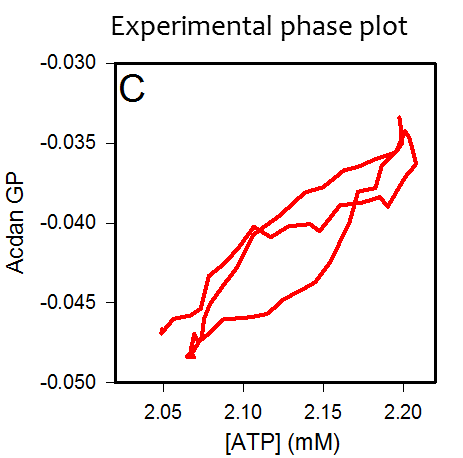 Experimental phase plot
C
Acdan GP
-0.030
-0.035
-0.040
-0.045
-0.050
2.05 2.10 2.15 2.20
[ATP] (mM)